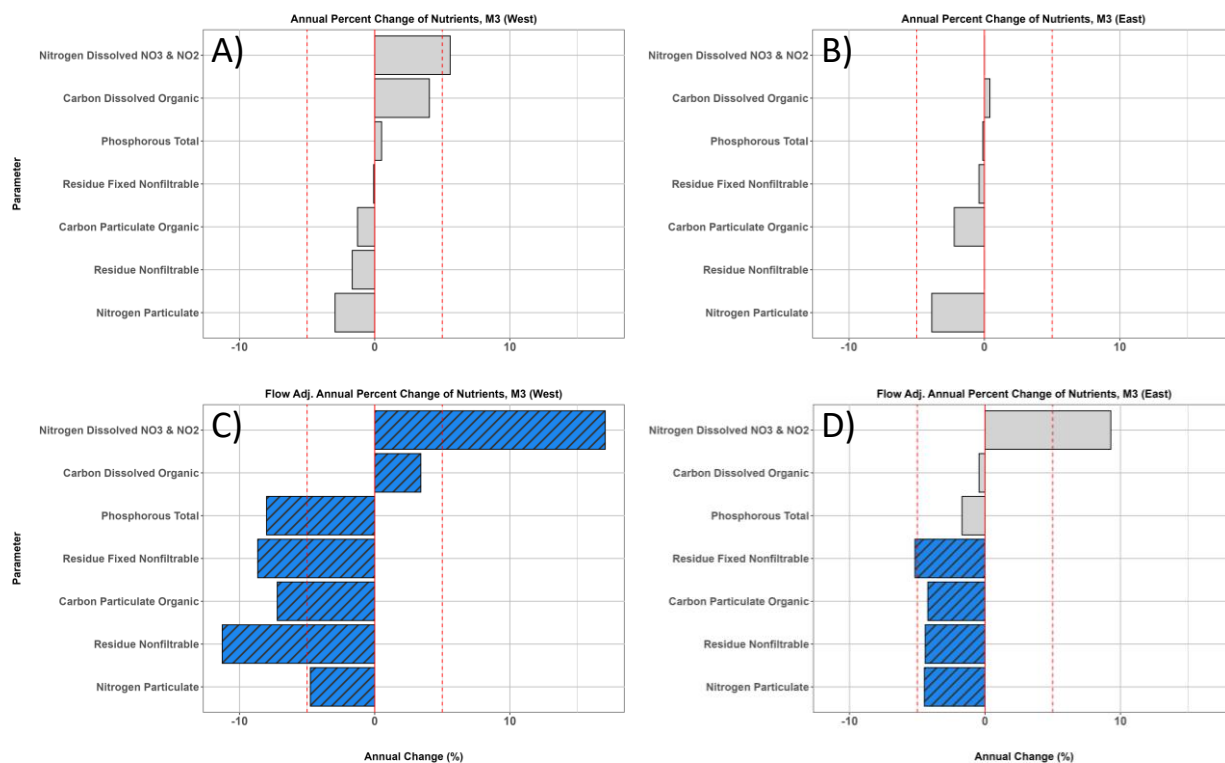 Annual Percent Change of Nutrients, M3 (West)
A)
Nitrogen Dissolved NO3 & NO2
Carbon Dissolved Organic
Phosphorous Total
Residue Fixed Nonfiltrable
Carbon Particulate Organic
Residue Nonfiltrable
Nitrogen Particulate
Parameter
-10 0 10
Annual Percent Change of Nutrients, M3 (East)
B)
Nitrogen Dissolved NO3 & NO2
Carbon Dissolved Organic
Phosphorous Total
Residue Fixed Nonfiltrable
Carbon Particulate Organic
Residue Nonfiltrable
Nitrogen Particulate
-10 0 10
Flow Adj. Annual Percent Change of Nutrients, M3 (West)
C)
Nitrogen Dissolved NO3 & NO2
Carbon Dissolved Organic
Phosphorous Total
Residue Fixed Nonfiltrable
Carbon Particulate Organic
Residue Nonfiltrable
Nitrogen Particulate
Parameter
-10 0 10
Annual Change (%)
Flow Adj. Annual Percent Change of Nutrients, M3 (East)
D)
Nitrogen Dissolved NO3 & NO2
Carbon Dissolved Organic
Phosphorous Total
Residue Fixed Nonfiltrable
Carbon Particulate Organic
Residue Nonfiltrable
Nitrogen Particulate
-10 0 10
Annual Change (%)